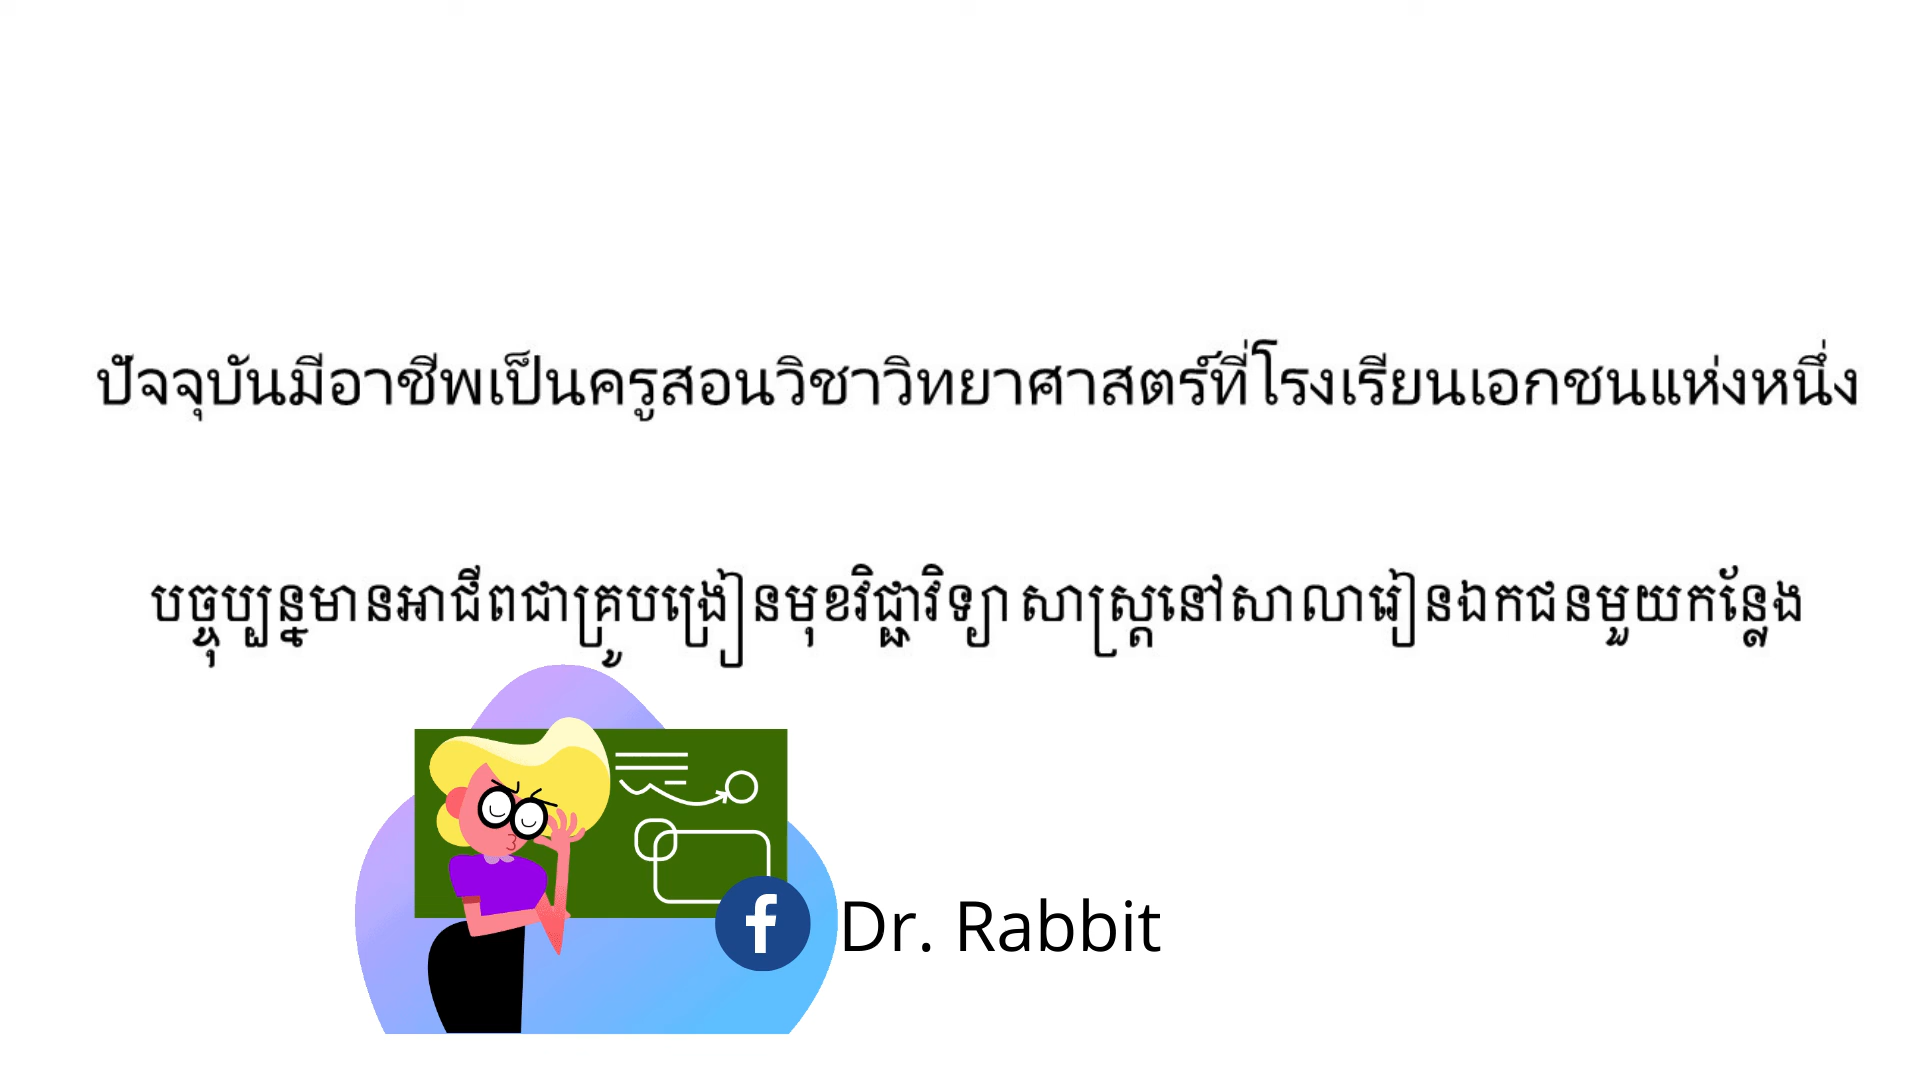 ปัจจุบันมีอาชีพเป็นครูสอนวิชาวิทยาศาสตร์ที่โรงเรียนเอกชนแห่งหนึ่ง
បច្ចុប្បន្នមានអាជីពជាគ្រូបង្រៀនមុខវិជ្ជាវិទ្យាសាស្ត្រនៅសាលារៀនឯកជនមួយកន្លែង
Dr. Rabbit